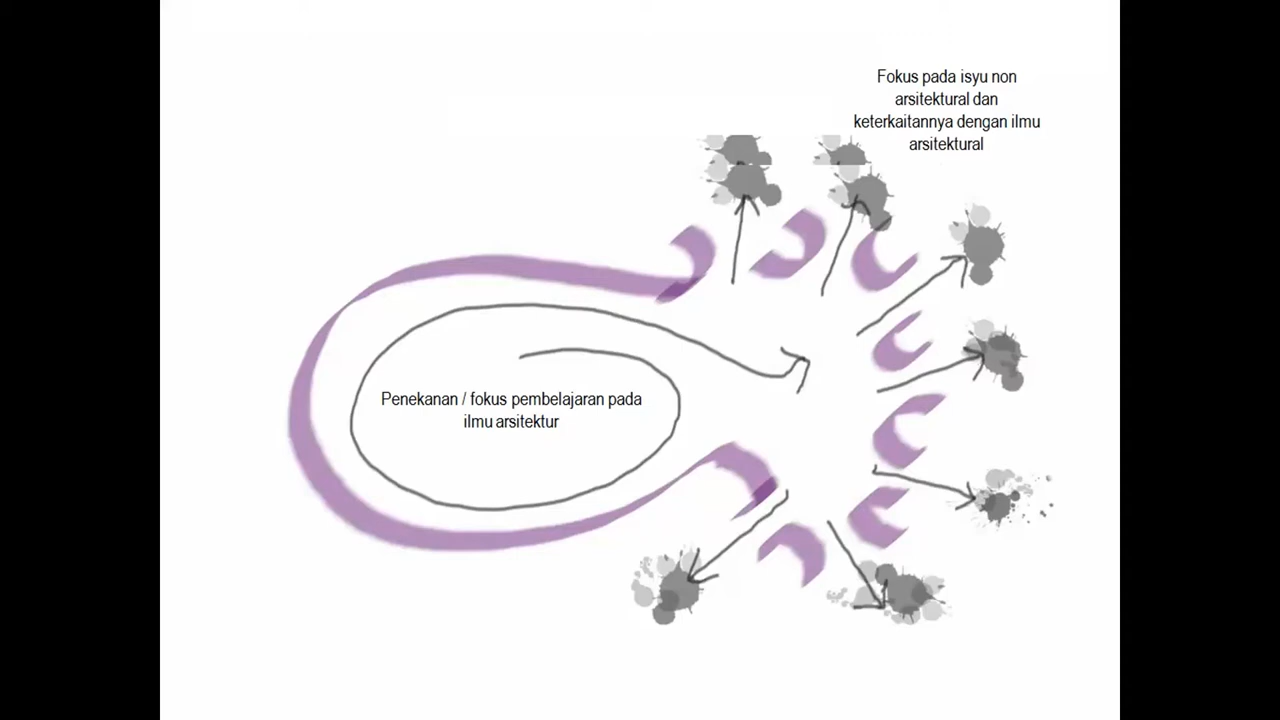 Fokus pada isyu non
arsitektural dan
keterkaitannya dengan ilmu
arsitektural
Penekanan / fokus pembelajaran pada
ilmu arsitektur